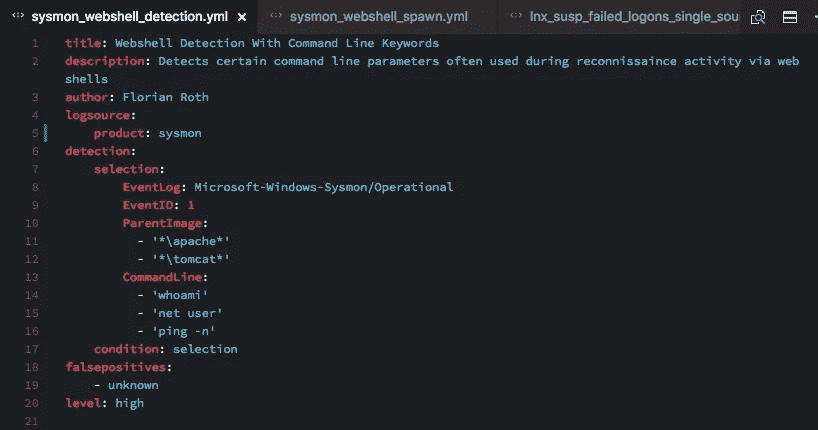 sysmon_webshell_detection.yml × sysmon_webshell_spawn.yml lnx_susp_failed_logons_single_sou
1 title: Webshell Detection With Command Line Keywords
2 description: Detects certain command line parameters often used during reconnissaince activity via web
shells
3 author: Florian Roth
4 logsource:
5 product: sysmon
6 detection:
7 selection:
8 EventLog: Microsoft-Windows-Sysmon/Operational
9 EventID: 1
10 ParentImage:
11 - '*\apache*'
12 - '*\tomcat*'
13 CommandLine:
14 - 'whoami'
15 - 'net user'
16 - 'ping -n'
17 condition: selection
18 falsepositives:
19 - unknown
20 level: high
21